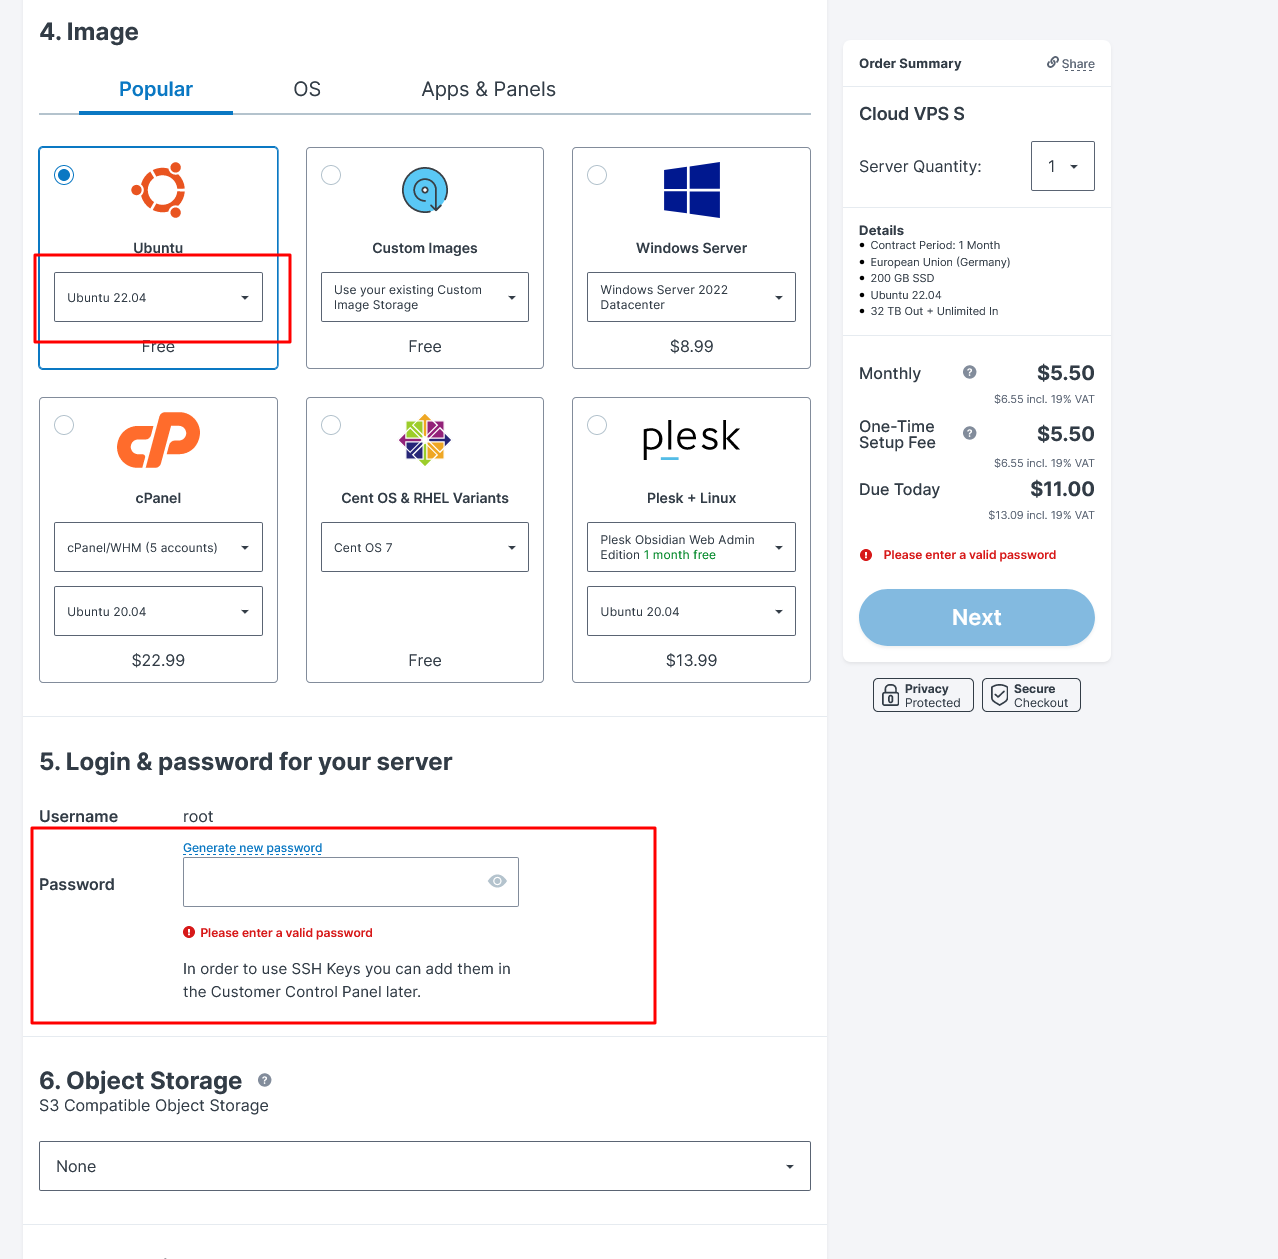 4. Image
Popular
OS
Apps & Panels
Ubuntu
Ubuntu 22.04
Free
Custom Images
Use your existing Custom
Image Storage
Free
Windows Server
Windows Server 2022
Datacenter
$8.99
cP
cPanel
cPanel/WHM (5 accounts)
Ubuntu 20.04
$22.99
Cent OS & RHEL Variants
Cent OS 7
Free
plesk
Plesk + Linux
Plesk Obsidian Web Admin
Edition 1 month free
Ubuntu 20.04
$13.99
5. Login & password for your server
Username
root
Generate new password
Password
Please enter a valid password
In order to use SSH Keys you can add them in
the Customer Control Panel later.
6. Object Storage
S3 Compatible Object Storage
None
Order Summary
Share
Cloud VPS S
Server Quantity:
1
Details
Contract Period: 1 Month
European Union (Germany)
200 GB SSD
Ubuntu 22.04
32 TB Out + Unlimited In
Monthly
$5.50
$6.55 incl. 19% VAT
One-Time
Setup Fee
$5.50
$6.55 incl. 19% VAT
Due Today
$11.00
$13.09 incl. 19% VAT
Please enter a valid password
Next
Privacy
Protected
Secure
Checkout